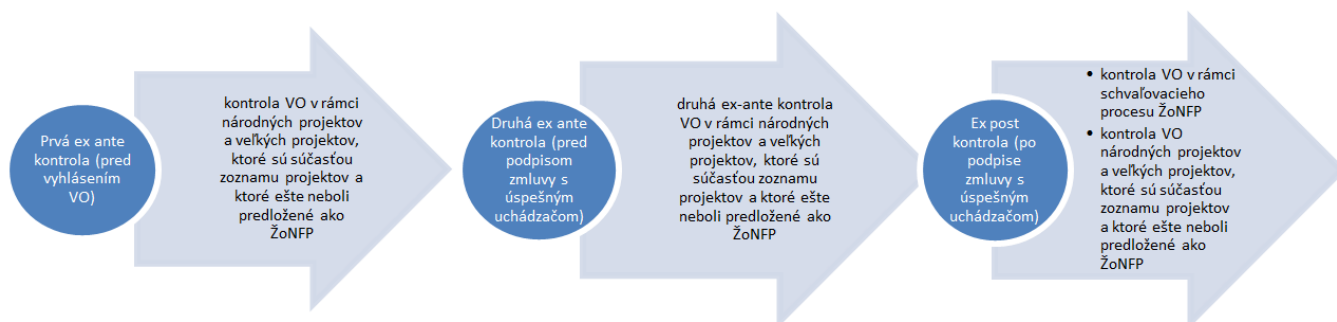 Prvá ex ante
kontrola (pred
vyhlásením
VO)
kontrola VO v rámci
národných projektov
a veľkých projektov,
ktoré sú súčasťou
zoznamu projektov a
ktoré ešte neboli
predložené ako
ŽoNFP
Druhá ex ante
kontrola (pred
podpisom
zmluvy s
úspešným
uchádzačom)
druhá ex-ante kontrola
VO v rámci národných
projektov a veľkých
projektov, ktoré sú
súčasťou zoznamu
projektov a ktoré ešte
neboli predložené ako
ŽoNFP
Ex post
kontrola (po
podpise
zmluvy s
úspešným
uchádzačom)
• kontrola VO v rámci
schvaľovacieho
procesu ŽoNFP
• kontrola VO
národných projektov
a veľkých projektov,
ktoré sú súčasťou
zoznamu projektov
a ktoré ešte neboli
predložené ako
ŽoNFP